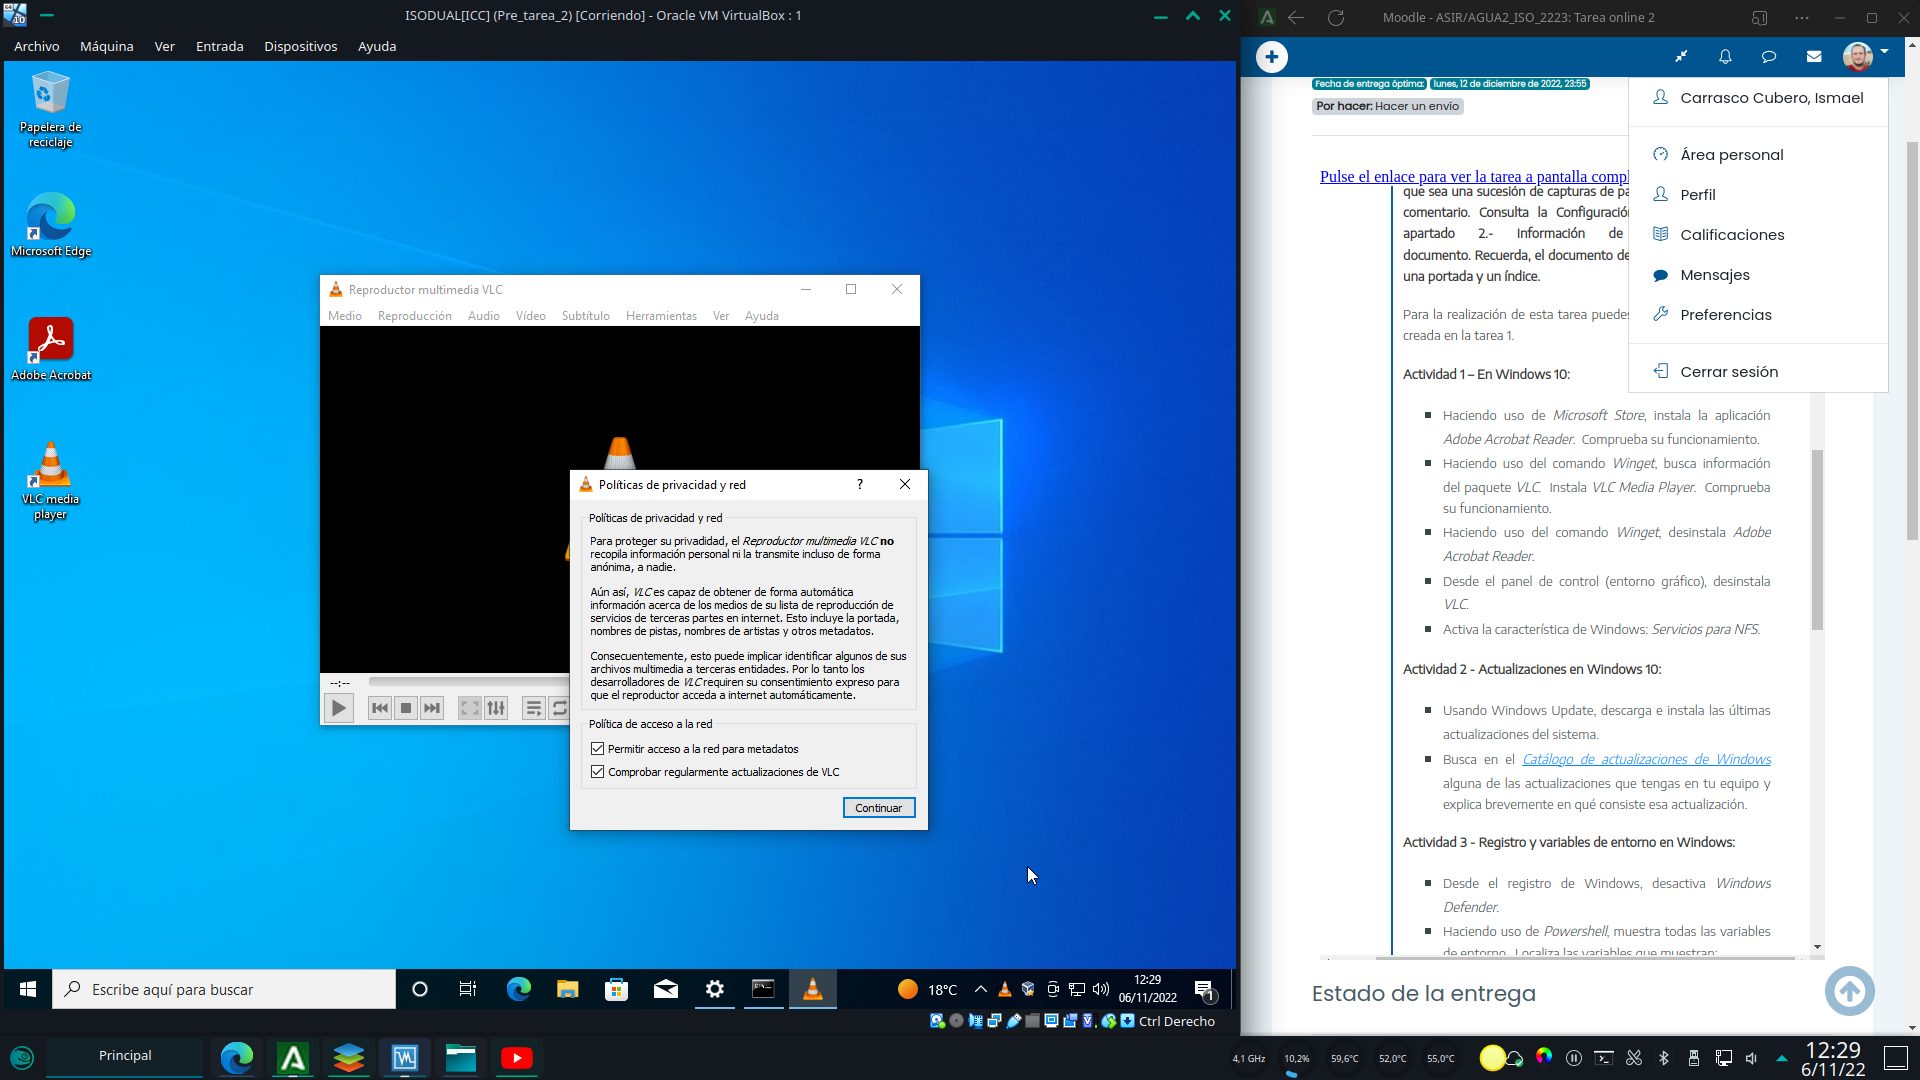 ISODUAL[ICC] (Pre_tarea_2) [Corriendo] - Oracle VM VirtualBox : 1
Archivo Máquina Ver Entrada Dispositivos Ayuda
Papelera de
reciclaje
Microsoft Edge
Adobe Acrobat
VLC media
player
Reproductor multimedia VLC
Medio Reproducción Audio Vídeo Subtítulo Herramientas Ver Ayuda
--:--
Políticas de privacidad y red
?
Políticas de privacidad y red
Para proteger su privadidad, el Reproductor multimedia VLC no
recopila información personal ni la transmite incluso de forma
anónima, a nadie.
Aún así, VLC es capaz de obtener de forma automática
información acerca de los medios de su lista de reproducción de
servicios de terceras partes en internet. Esto incluye la portada,
nombres de pistas, nombres de artistas y otros metadatos.
Consecuentemente, esto puede implicar identificar algunos de sus
archivos multimedia a terceras entidades. Por lo tanto los
desarrolladores de VLC requiren su consentimiento expreso para
que el reproductor acceda a internet automáticamente.
Política de acceso a la red
Permitir acceso a la red para metadatos
Comprobar regularmente actualizaciones de VLC
Continuar
Escribe aquí para buscar
18°C
12:29
06/11/2022
1
Ctrl Derecho
Moodle - ASIR/AGUA2_ISO_2223: Tarea online 2
Fecha de entrega óptima: lunes, 12 de diciembre de 2022, 23:55
Por hacer: Hacer un envío
Carrasco Cubero, Ismael
Área personal
Perfil
Calificaciones
Mensajes
Preferencias
Cerrar sesión
Pulse el enlace para ver la tarea a pantalla compl
que sea una sucesión de capturas de pa
comentario. Consulta la Configuración
apartado 2.- Información de
documento. Recuerda, el documento de
una portada y un índice.
Para la realización de esta tarea puedes
creada en la tarea 1.
Actividad 1 – En Windows 10:
Haciendo uso de Microsoft Store, instala la aplicación
Adobe Acrobat Reader. Comprueba su funcionamiento.
Haciendo uso del comando Winget, busca información
del paquete VLC. Instala VLC Media Player. Comprueba
su funcionamiento.
Haciendo uso del comando Winget, desinstala Adobe
Acrobat Reader.
Desde el panel de control (entorno gráfico), desinstala
VLC.
Activa la característica de Windows: Servicios para NFS.
Actividad 2 - Actualizaciones en Windows 10:
Usando Windows Update, descarga e instala las últimas
actualizaciones del sistema.
Busca en el Catálogo de actualizaciones de Windows
alguna de las actualizaciones que tengas en tu equipo y
explica brevemente en qué consiste esa actualización.
Actividad 3 - Registro y variables de entorno en Windows:
Desde el registro de Windows, desactiva Windows
Defender.
Haciendo uso de Powershell, muestra todas las variables
de entorno. Localiza las variables que muestran:
Estado de la entrega
Principal
4,1 GHz
10,2%
59,6°C
52,0°C
55,0°C
12:29
6/11/22